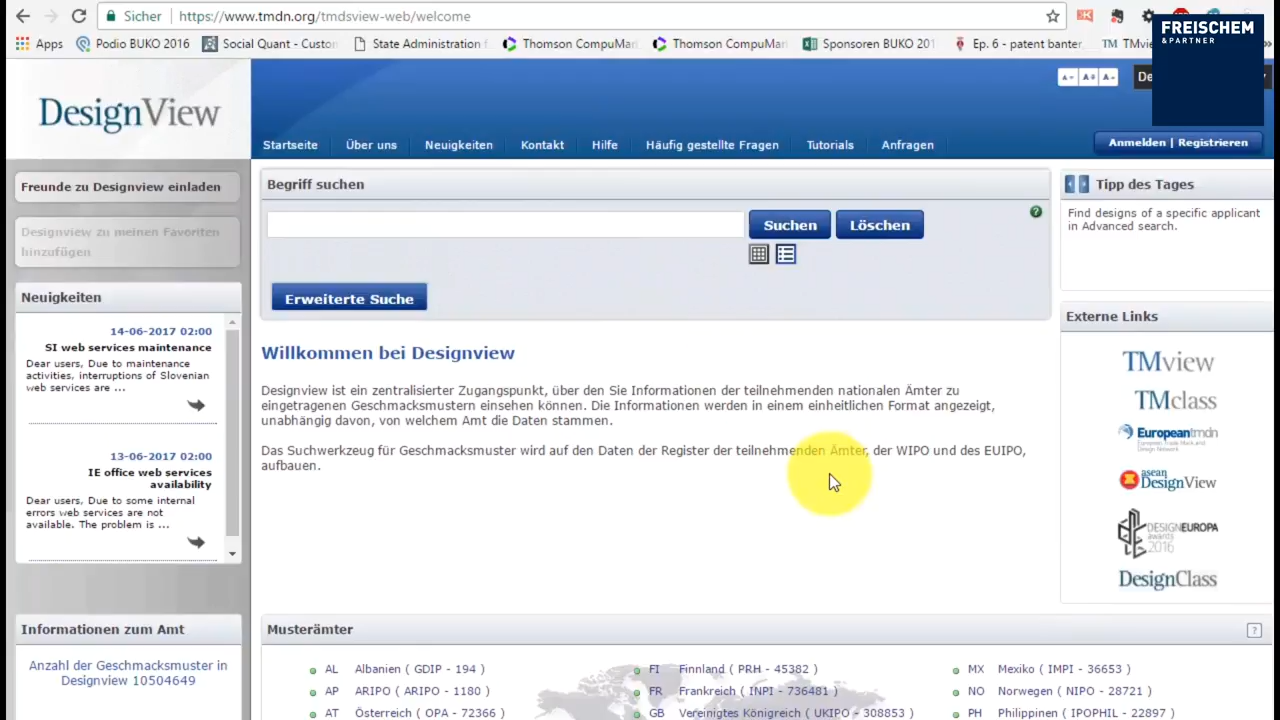 Sicher
https://www.tmdn.org/tmdsview-web/welcome
FREISCHEM
& PARTNER
Apps
Podio BUKO 2016
Social Quant - Custom
State Administration f
Thomson CompuMar
Thomson CompuMar
Sponsoren BUKO 201
Ep. 6 - patent banter
TM TMvi
DesignView
A- A A-
De
Startseite
Über uns
Neuigkeiten
Kontakt
Hilfe
Häufig gestellte Fragen
Tutorials
Anfragen
Anmelden | Registrieren
Freunde zu Designview einladen
Designview zu meinen Favoriten
hinzufügen
Neuigkeiten
14-06-2017 02:00
SI web services maintenance
Dear users, Due to maintenance
activities, interruptions of Slovenian
web services are ...
13-06-2017 02:00
IE office web services
availability
Dear users, Due to some internal
errors web services are not
available. The problem is ...
Informationen zum Amt
Anzahl der Geschmacksmuster in
Designview 10504649
Begriff suchen
Suchen
Löschen
Erweiterte Suche
Willkommen bei Designview
Designview ist ein zentralisierter Zugangspunkt, über den Sie Informationen der teilnehmenden nationalen Ämter zu
eingetragenen Geschmacksmustern einsehen können. Die Informationen werden in einem einheitlichen Format angezeigt,
unabhängig davon, von welchem Amt die Daten stammen.
Das Suchwerkzeug für Geschmacksmuster wird auf den Daten der Register der teilnehmenden Ämter, der WIPO und des EUIPO,
aufbauen.
Tipp des Tages
Find designs of a specific applicant
in Advanced search.
Externe Links
TMview
TMclass
Europeantmdn
European Trade Mark and
Design Network
asean
DesignView
DESIGNEUROPA
awards
2016
DesignClass
Musterämter
?
AL Albanien ( GDIP - 194 )
FI Finnland ( PRH - 45382 )
MX Mexiko ( IMPI - 36653 )
AP ARIPO ( ARIPO - 1180 )
FR Frankreich ( INPI - 736481 )
NO Norwegen ( NIPO - 28721 )
AT Österreich ( OPA - 72366 )
GB Vereinigtes Königreich ( UKIPO - 308853 )
PH Philippinen ( IPOPHIL - 22897 )